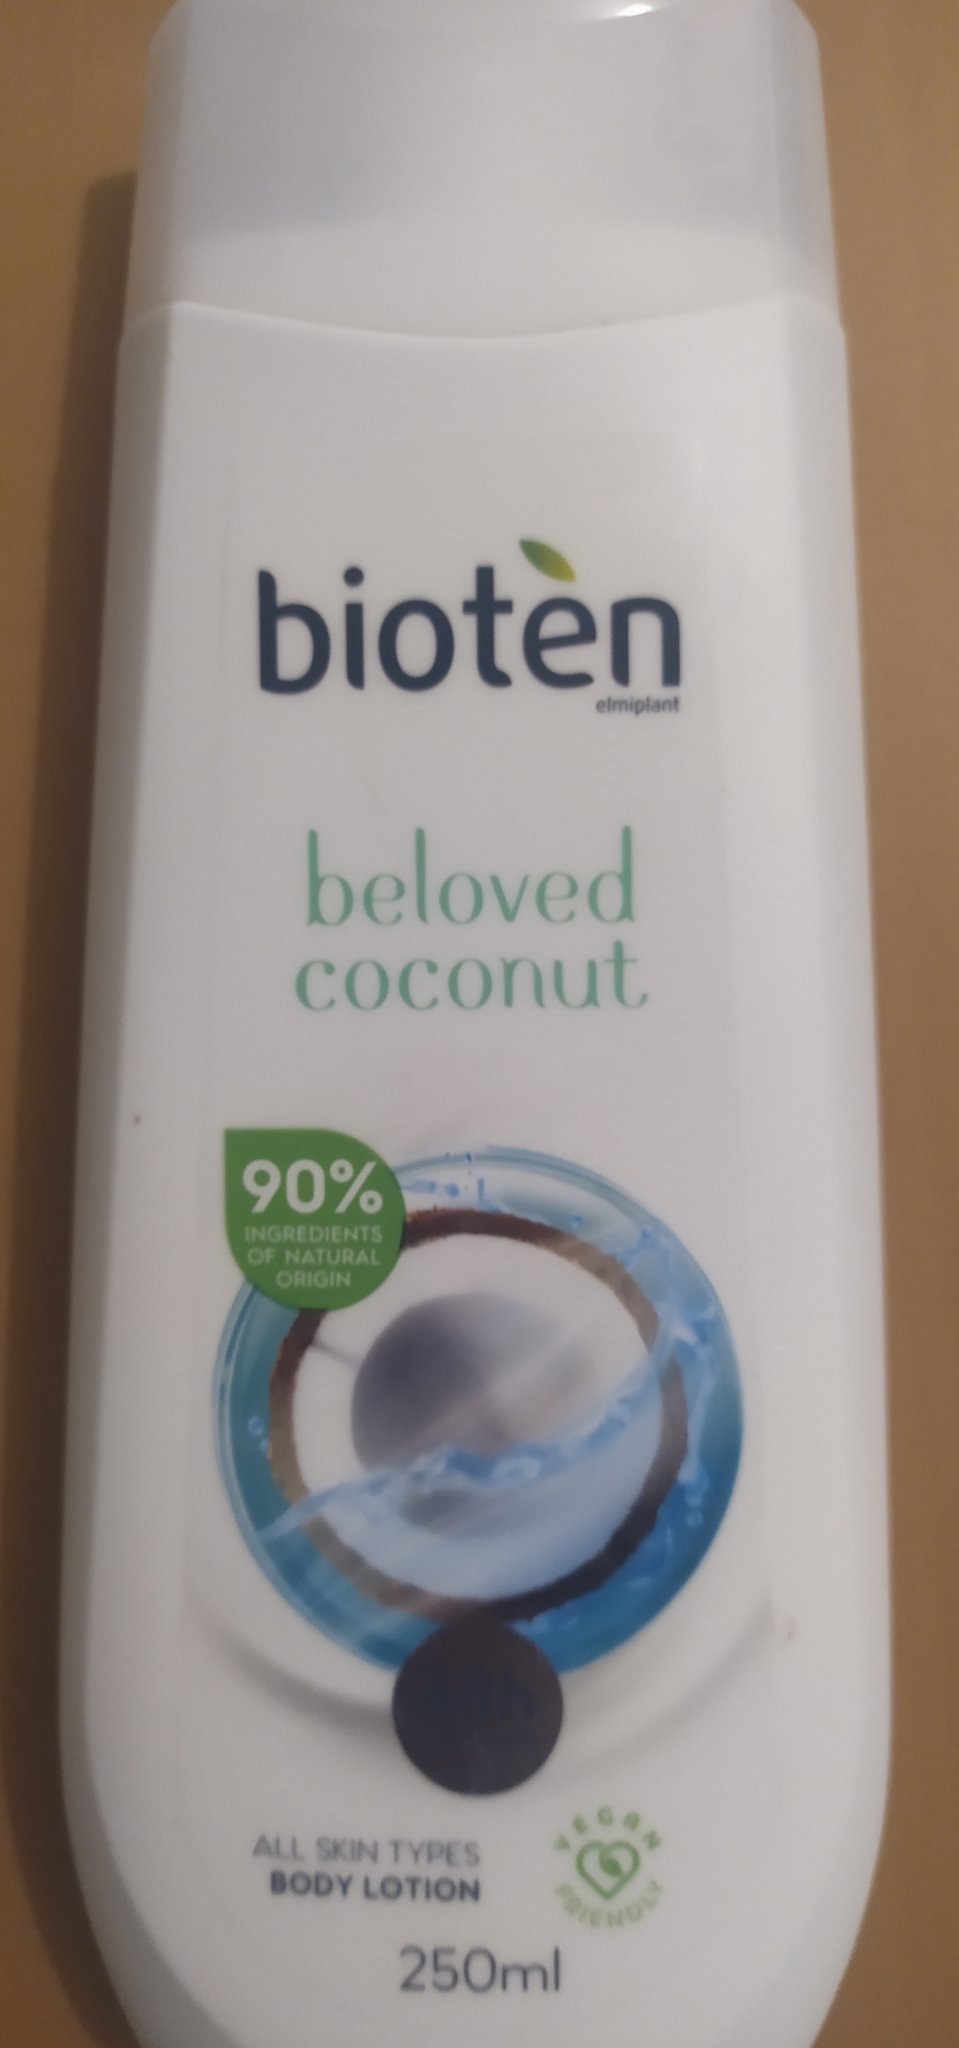 bioten
elmiplant
beloved
coconut
90%
INGREDIENTS
OF NATURAL
ORIGIN
ALL SKIN TYPES
BODY LOTION
VEGAN
FRIENDLY
250ml